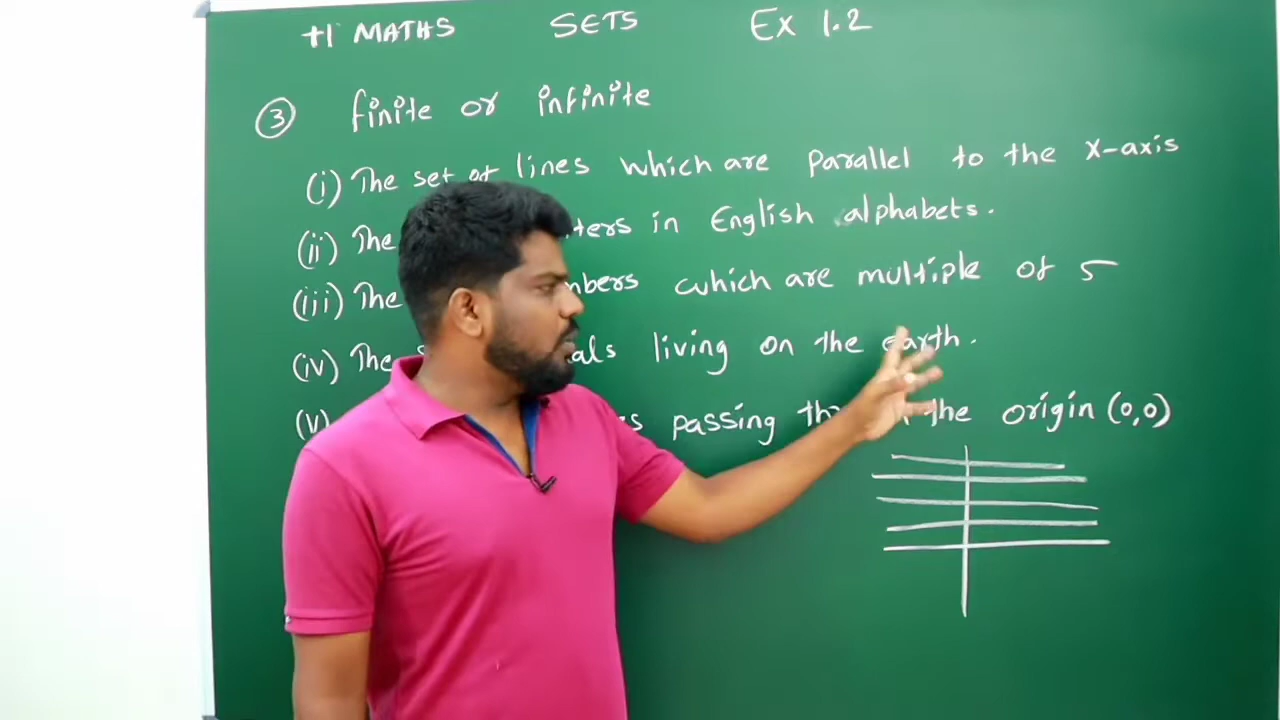 +1 MATHS SETS Ex 1.2
③ finite or infinite
(i) The set of lines which are parallel to the x-axis
(ii) The ters in English alphabets.
(iii) The mbers which are multiple of 5
(iv) The als living on the earth.
(v) s passing the origin (0,0)